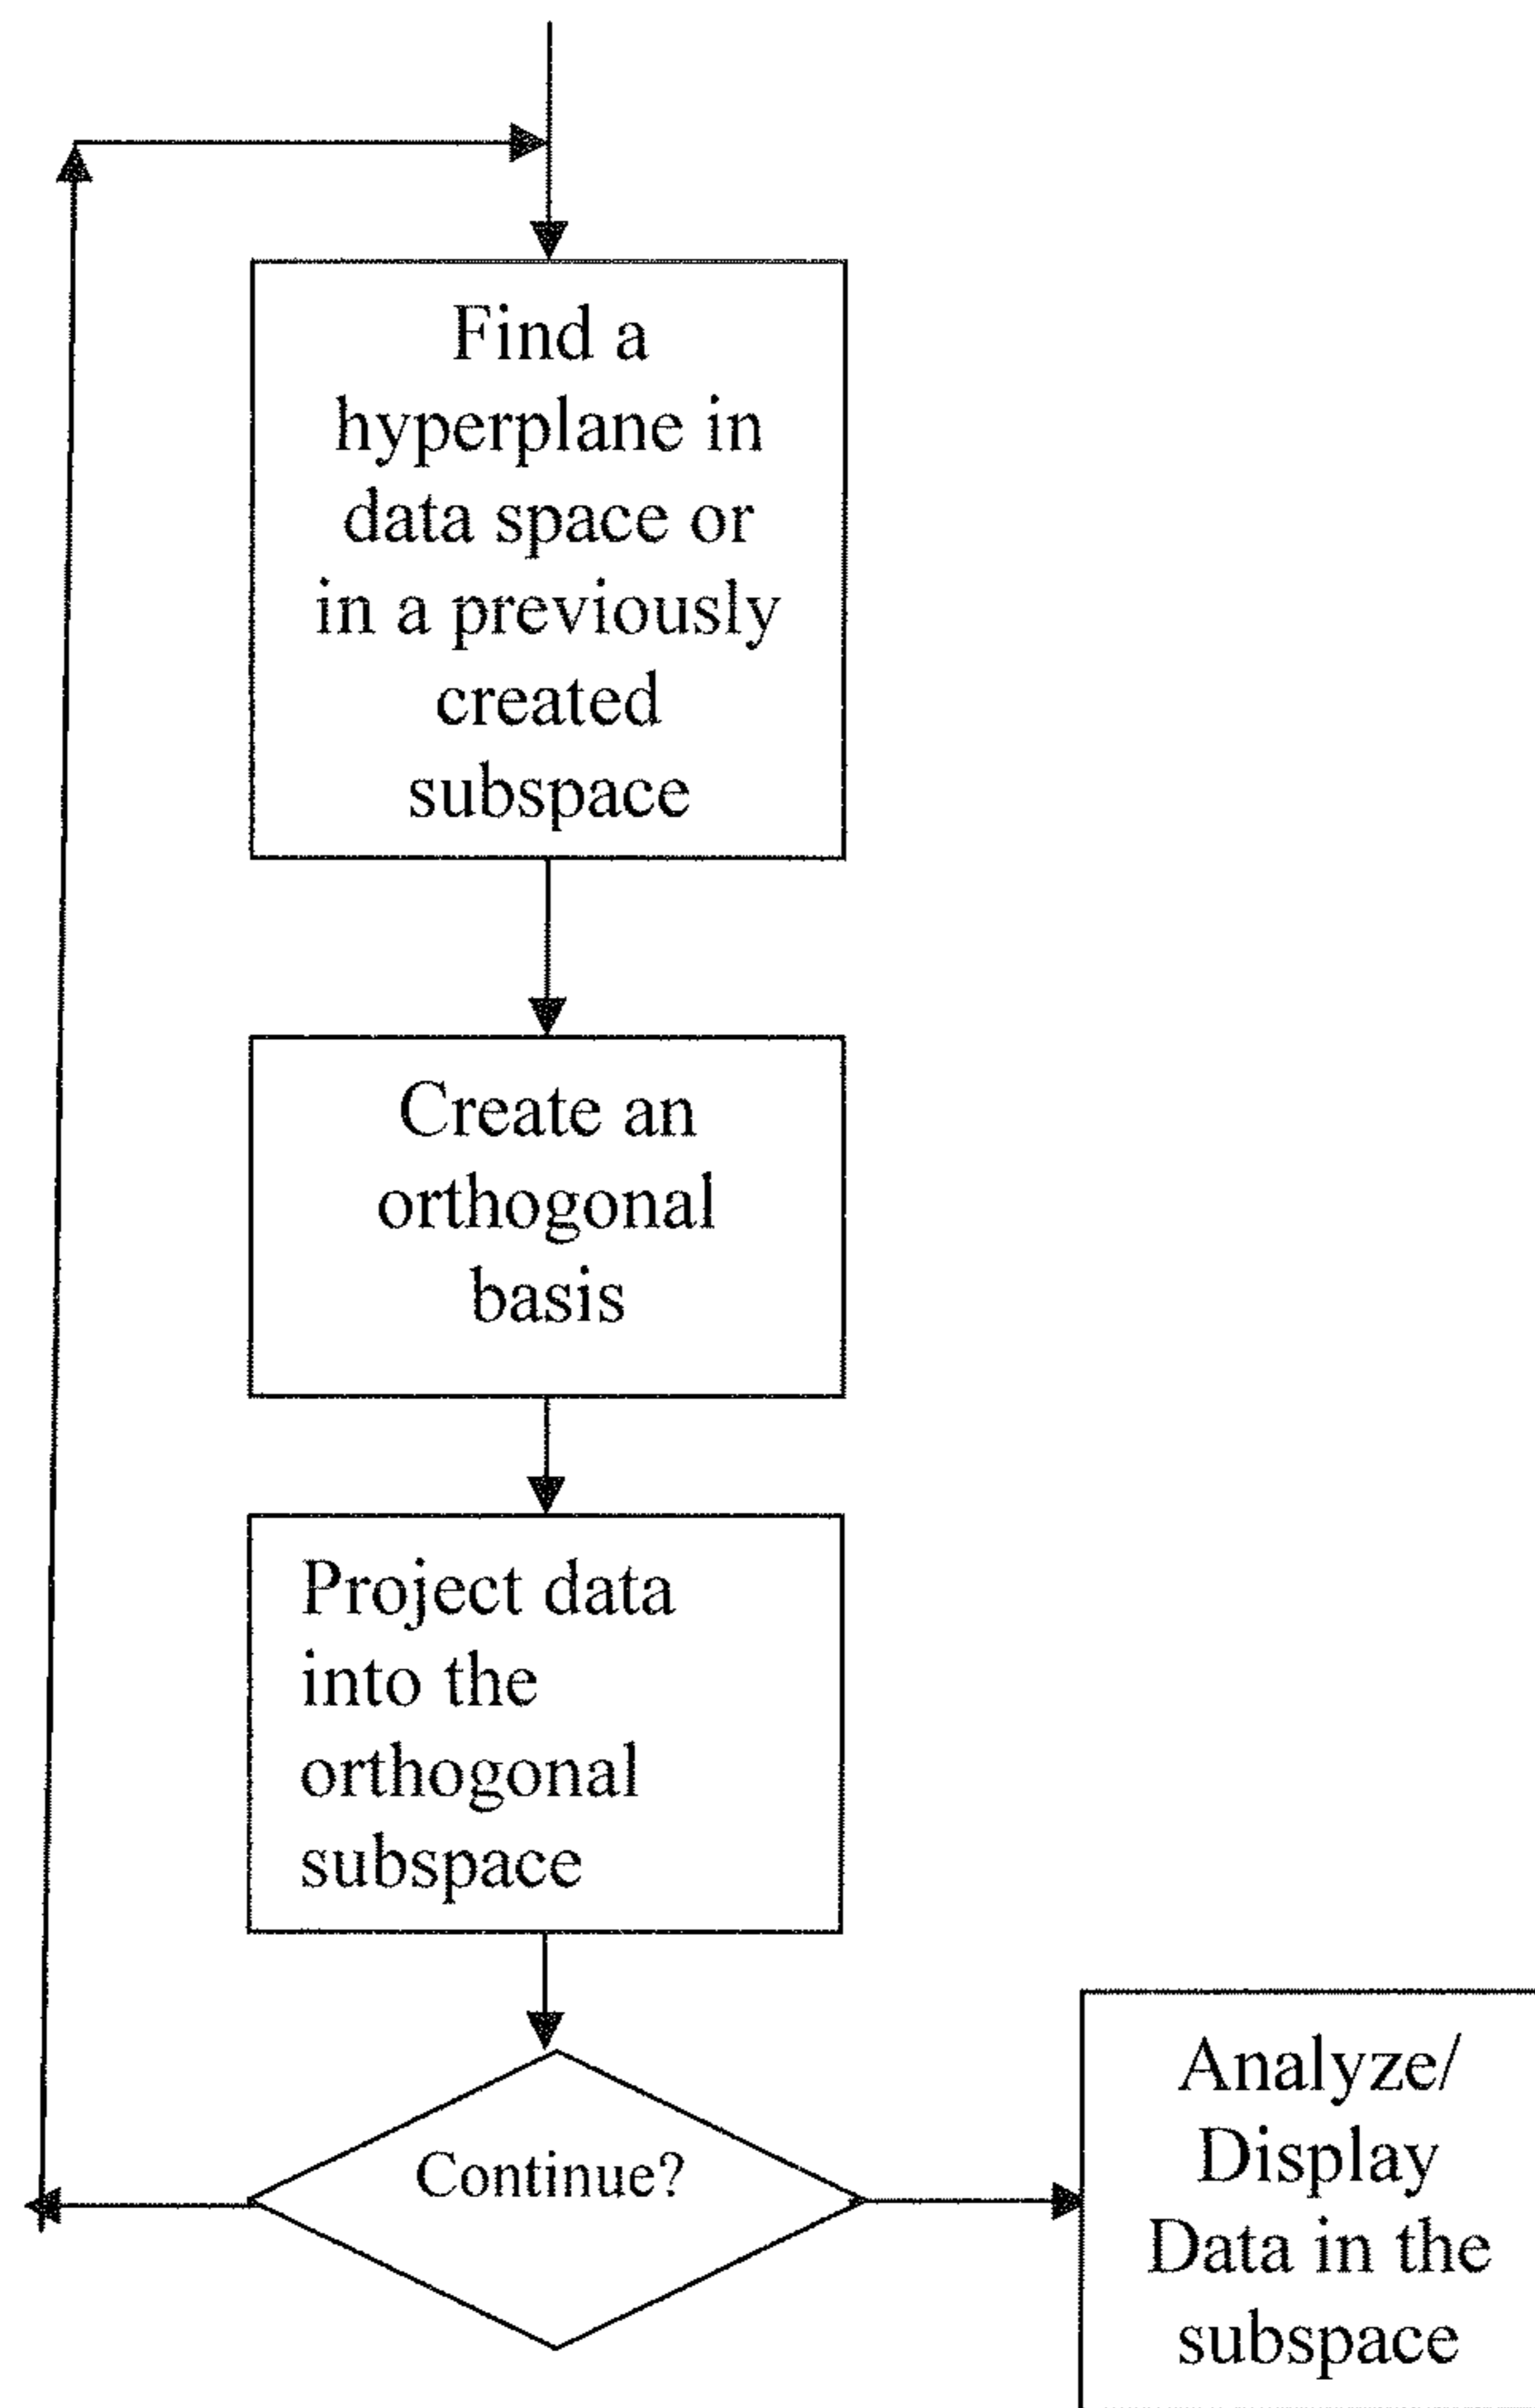 Find a
hyperplane in
data space or
in a previously
created
subspace
Create an
orthogonal
basis
Project data
into the
orthogonal
subspace
Continue?
Analyze/
Display
Data in the
subspace